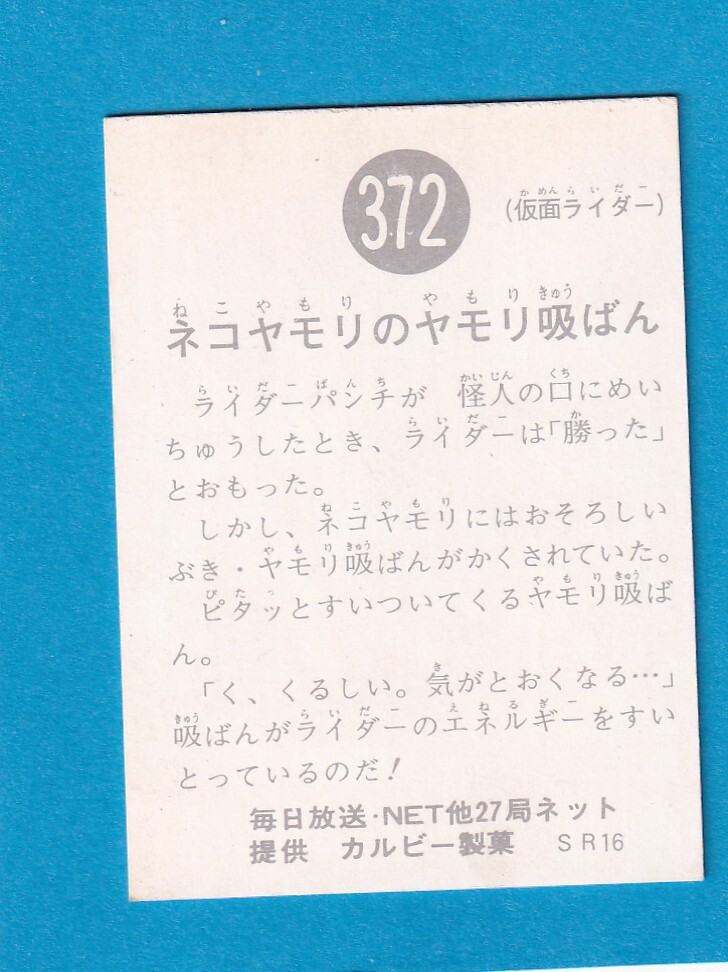 372
(仮面ライダー)
ネコヤモリのヤモリ吸ばん
ライダーパンチが 怪人の口にめい
ちゅうしたとき、ライダーは「勝った」
とおもった。
しかし、ネコヤモリにはおそろしい
ぶき・ヤモリ吸ばんがかくされていた。
ピタッとすいついてくるヤモリ吸ば
ん。
「く、くるしい。気がとおくなる…」
吸ばんがライダーのエネルギーをすい
とっているのだ!
毎日放送・NET他27局ネット
提供 カルビー製菓 SR16